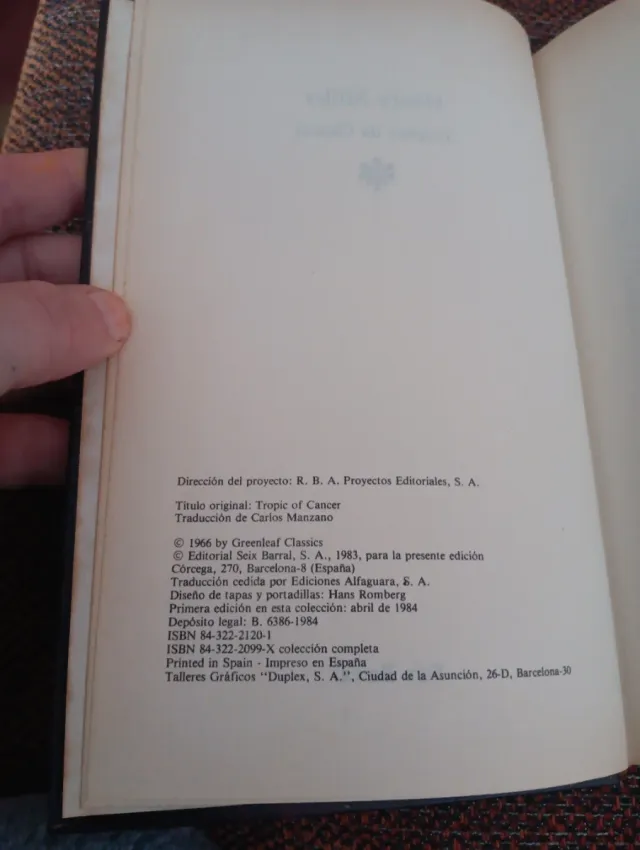 Dirección del proyecto: R. B. A. Proyectos Editoriales, S. A.
Título original: Tropic of Cancer
Traducción de Carlos Manzano
© 1966 by Greenleaf Classics
© Editorial Seix Barral, S. A., 1983, para la presente edición
Córcega, 270, Barcelona-8 (España)
Traducción cedida por Ediciones Alfaguara, S. A.
Diseño de tapas y portadillas: Hans Romberg
Primera edición en esta colección: abril de 1984
Depósito legal: B. 6386-1984
ISBN 84-322-2120-1
ISBN 84-322-2099-X colección completa
Printed in Spain - Impreso en España
Talleres Gráficos "Duplex, S. A.", Ciudad de la Asunción, 26-D, Barcelona-30